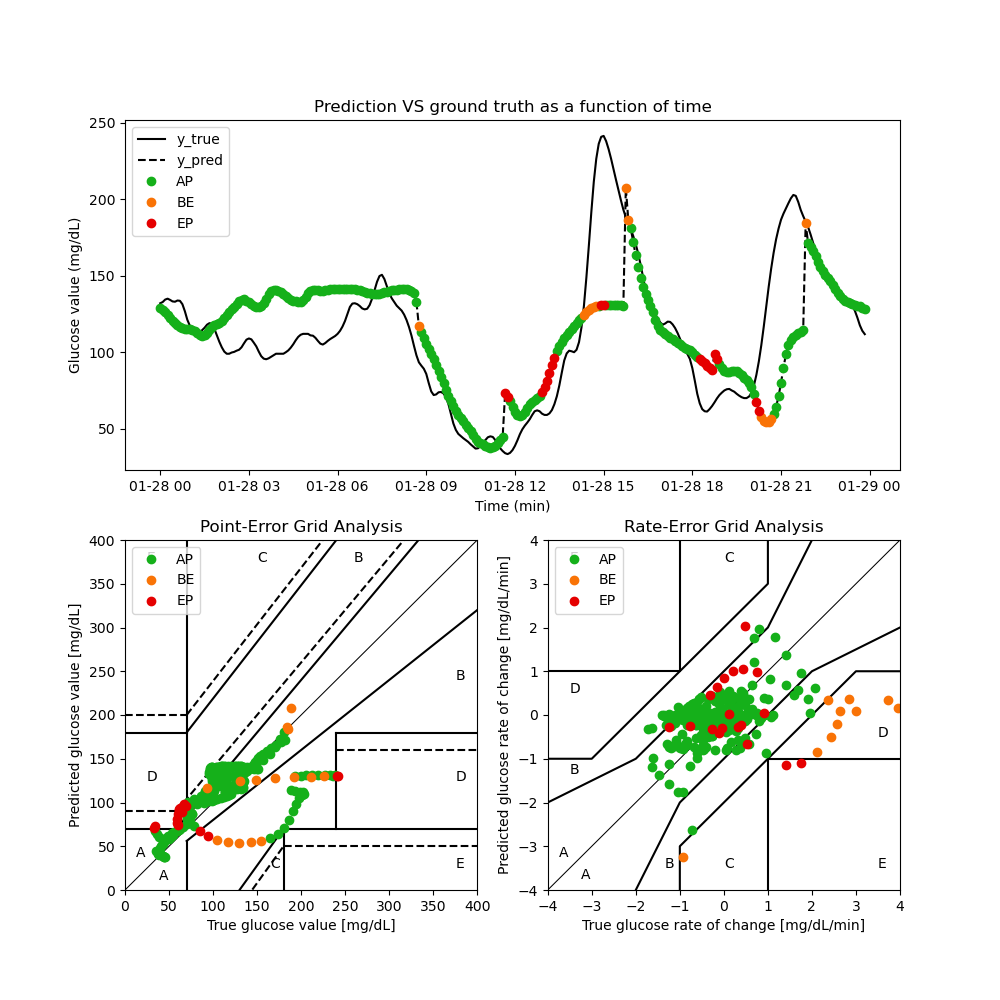 Prediction VS ground truth as a function of time
Glucose value (mg/dL)
250
200
150
100
50
y_true
y_pred
AP
BE
EP
01-28 00 01-28 03 01-28 06 01-28 09 01-28 12 01-28 15 01-28 18 01-28 21 01-29 00
Time (min)
Point-Error Grid Analysis
Predicted glucose value [mg/dL]
400
350
300
250
200
150
100
50
0
AP
BE
EP
C B
B
D D
A
A C E
0 50 100 150 200 250 300 350 400
True glucose value [mg/dL]
Rate-Error Grid Analysis
Predicted glucose rate of change [mg/dL/min]
4
3
2
1
0
−1
−2
−3
−4
AP
BE
EP
C
D
D
B
A
A B C E
−4 −3 −2 −1 0 1 2 3 4
True glucose rate of change [mg/dL/min]